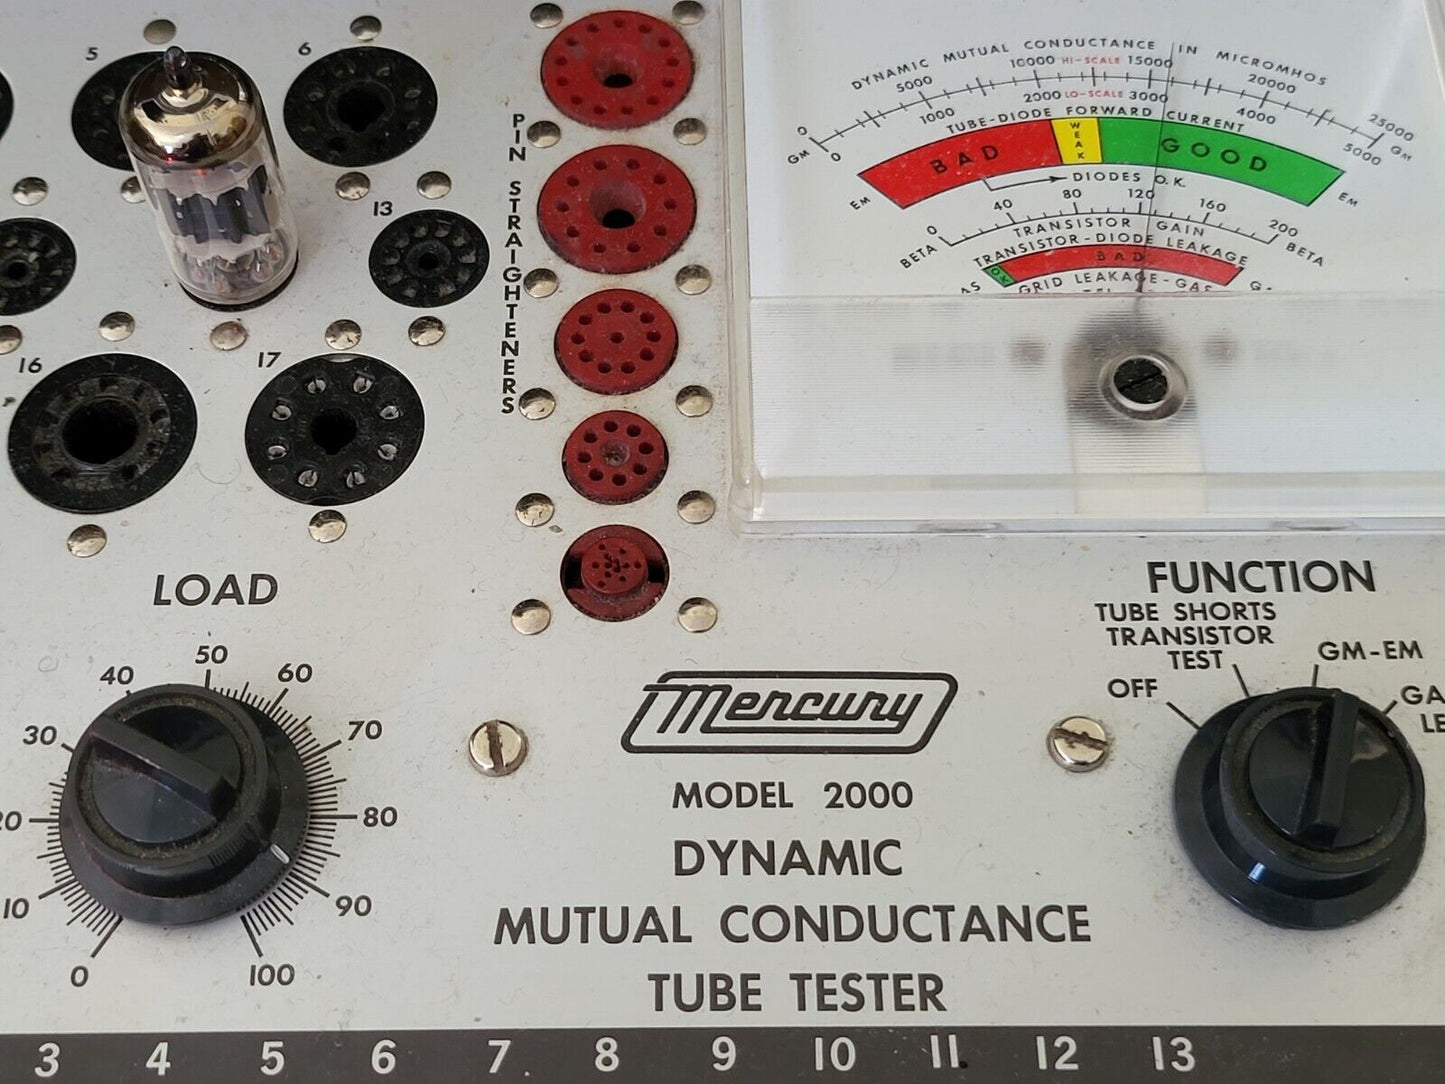 5
6
13
16
17
PIN STRAIGHTENERS
DYNAMIC MUTUAL CONDUCTANCE IN MICROMHOS
0 5000 10000 HI-SCALE 15000 20000 25000
GM 0 1000 2000 LO-SCALE 3000 4000 5000 GM
TUBE-DIODE FORWARD CURRENT
EM BAD WEAK GOOD EM
DIODES O.K.
0 40 80 120 160 200
BETA TRANSISTOR GAIN BETA
TRANSISTOR-DIODE LEAKAGE
OK BAD
GRID LEAKAGE-GAS
LOAD
0 10 20 30 40 50 60 70 80 90 100
Mercury
MODEL 2000
DYNAMIC
MUTUAL CONDUCTANCE
TUBE TESTER
FUNCTION
OFF
TUBE SHORTS
TRANSISTOR
TEST
GM-EM
GA
LE
3 4 5 6 7 8 9 10 11 12 13